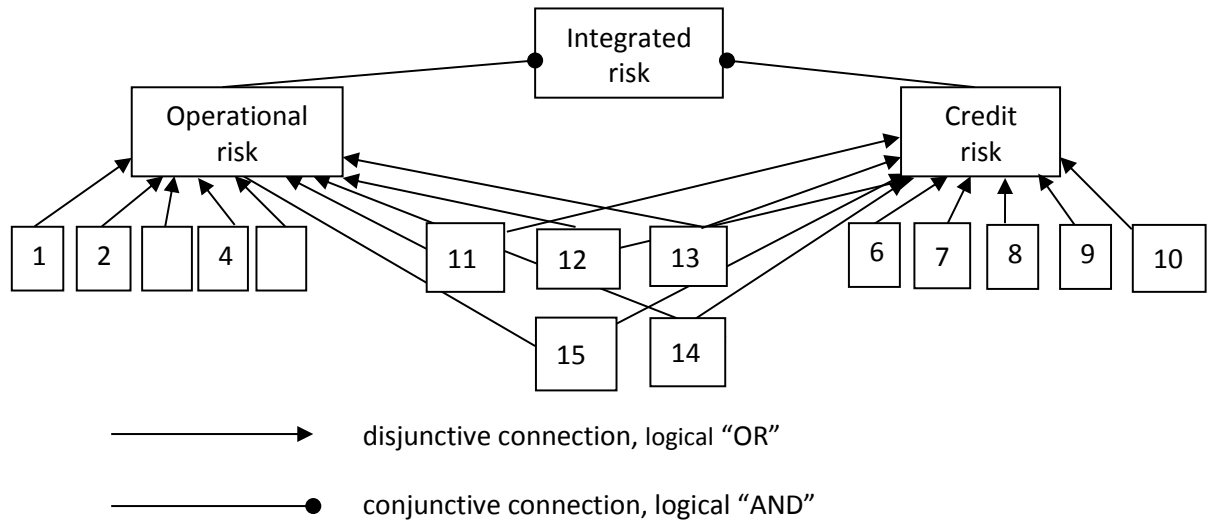 Integrated
risk
Operational
risk
Credit
risk
1
2
4
11
12
13
6
7
8
9
10
15
14
disjunctive connection, logical “OR”
conjunctive connection, logical “AND”